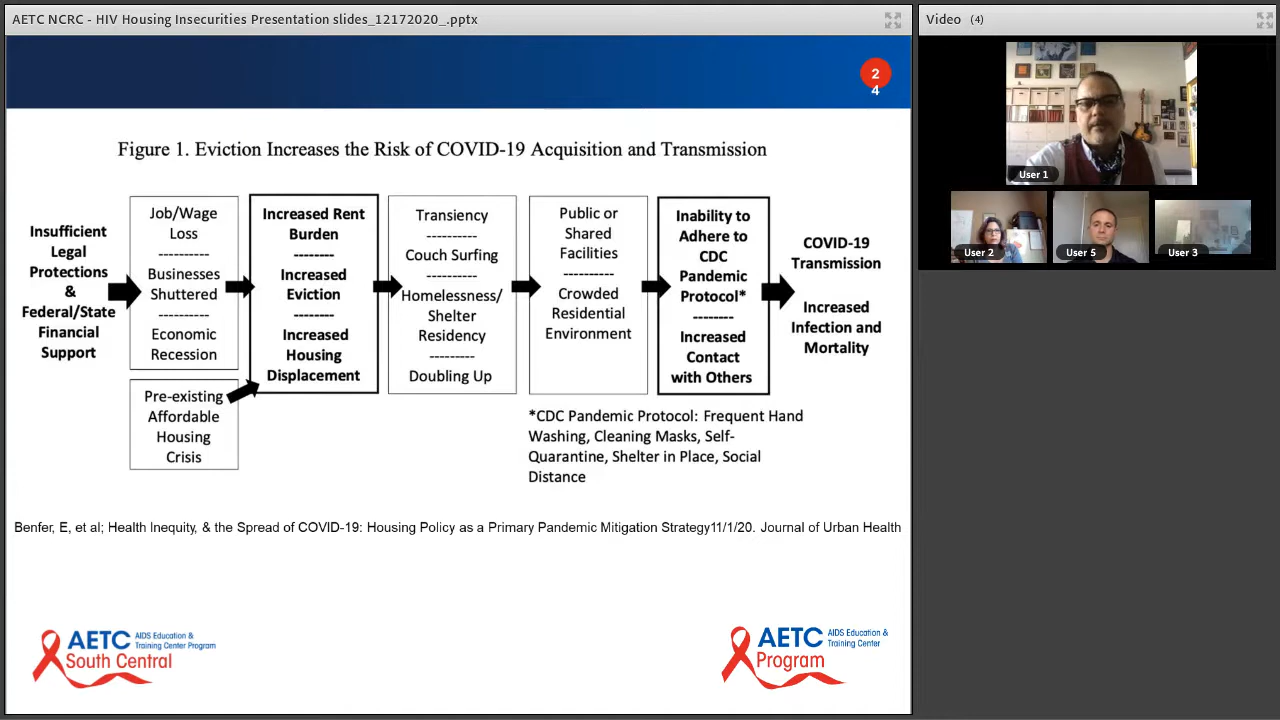 AETC NCRC - HIV Housing Insecurities Presentation slides_12172020_.pptx
2
4
Figure 1. Eviction Increases the Risk of COVID-19 Acquisition and Transmission
Insufficient
Legal
Protections
&
Federal/State
Financial
Support
Job/Wage
Loss
----------
Businesses
Shuttered
----------
Economic
Recession
Pre-existing
Affordable
Housing
Crisis
Increased Rent
Burden
--------
Increased
Eviction
--------
Increased
Housing
Displacement
Transiency
----------
Couch Surfing
----------
Homelessness/
Shelter
Residency
---------
Doubling Up
Public or
Shared
Facilities
----------
Crowded
Residential
Environment
Inability to
Adhere to
CDC
Pandemic
Protocol*
--------
Increased
Contact
with Others
COVID-19
Transmission
Increased
Infection and
Mortality
*CDC Pandemic Protocol: Frequent Hand
Washing, Cleaning Masks, Self-
Quarantine, Shelter in Place, Social
Distance
Benfer, E, et al; Health Inequity, & the Spread of COVID-19: Housing Policy as a Primary Pandemic Mitigation Strategy11/1/20. Journal of Urban Health
AETC AIDS Education &
Training Center Program
South Central
AETC AIDS Education &
Training Center
Program
Video (4)
User 1
User 2
User 5
User 3